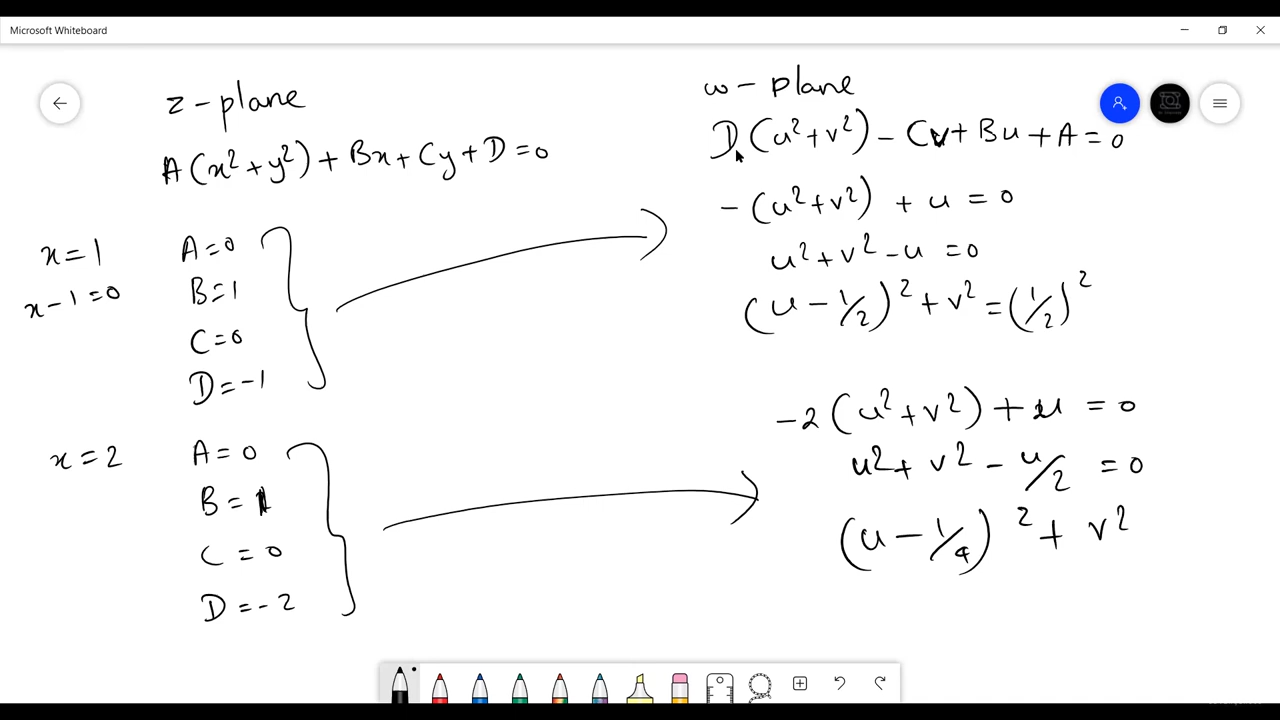 Microsoft Whiteboard
z - plane
A(x² + y²) + Bx + Cy + D = 0
x = 1
x - 1 = 0
A = 0
B = 1
C = 0
D = -1
x = 2
A = 0
B = 1
C = 0
D = -2
w - plane
D(u² + v²) - Cv + Bu + A = 0
-(u² + v²) + u = 0
u² + v² - u = 0
(u - 1/2)² + v² = (1/2)²
-2(u² + v²) + u = 0
u² + v² - u/2 = 0
(u - 1/4)² + v²